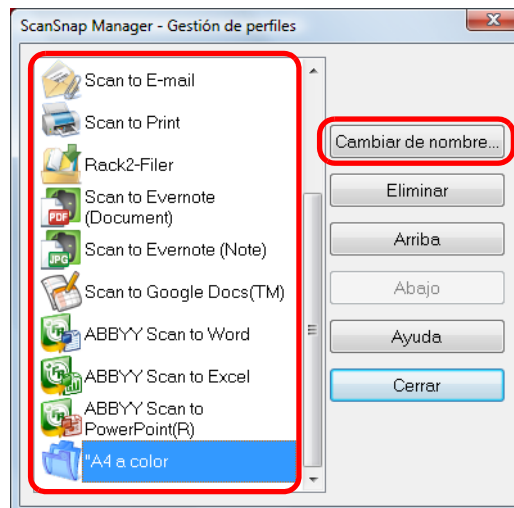 ScanSnap Manager - Gestión de perfiles
Scan to E-mail
Scan to Print
Rack2-Filer
Scan to Evernote
(Document)
Scan to Evernote (Note)
Scan to Google Docs(TM)
ABBYY Scan to Word
ABBYY Scan to Excel
ABBYY Scan to
PowerPoint(R)
"A4 a color
Cambiar de nombre...
Eliminar
Arriba
Abajo
Ayuda
Cerrar
PDF
JPG